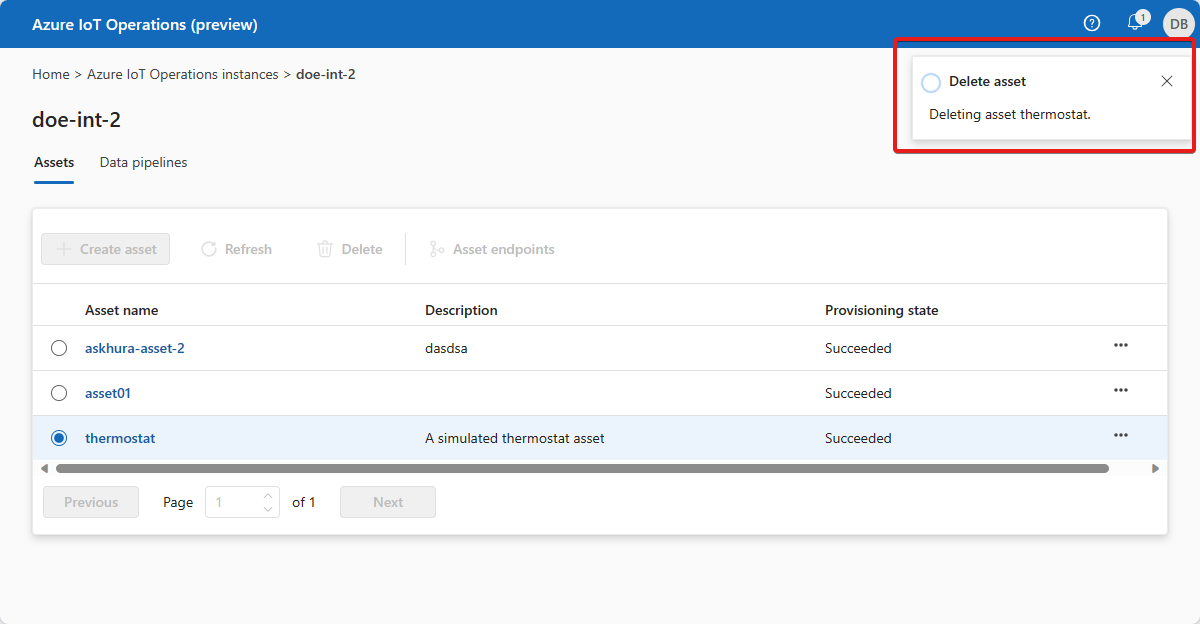 Azure IoT Operations (preview)
1
DB
Home > Azure IoT Operations instances > doe-int-2
Delete asset
Deleting asset thermostat.
doe-int-2
Assets Data pipelines
Create asset Refresh Delete Asset endpoints
Asset name Description Provisioning state
askhura-asset-2 dasdsa Succeeded
asset01 Succeeded
thermostat A simulated thermostat asset Succeeded
Previous Page 1 of 1 Next